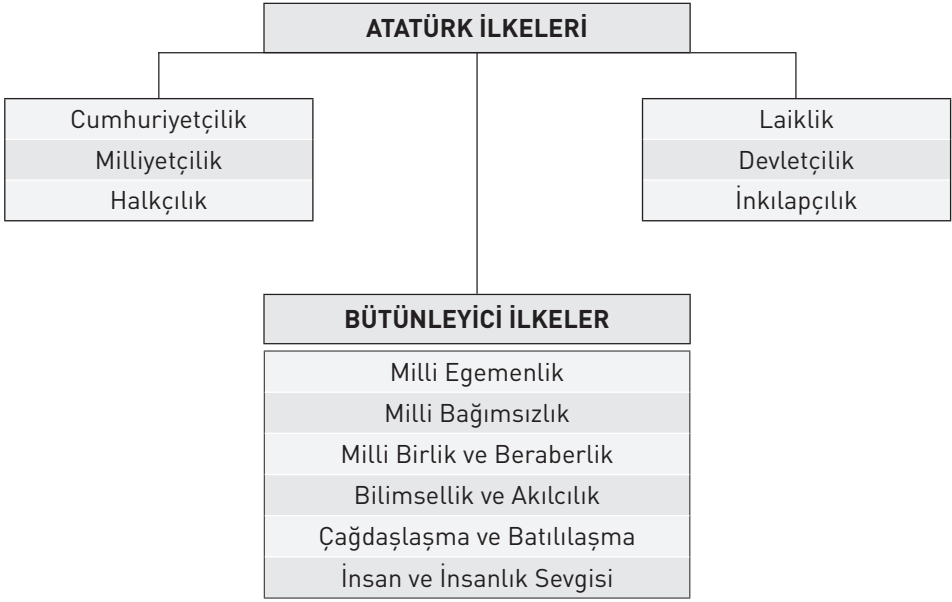 ATATÜRK İLKELERİ
Cumhuriyetçilik
Milliyetçilik
Halkçılık
Laiklik
Devletçilik
İnkılapçılık
BÜTÜNLEYİCİ İLKELER
Milli Egemenlik
Milli Bağımsızlık
Milli Birlik ve Beraberlik
Bilimsellik ve Akılcılık
Çağdaşlaşma ve Batılılaşma
İnsan ve İnsanlık Sevgisi